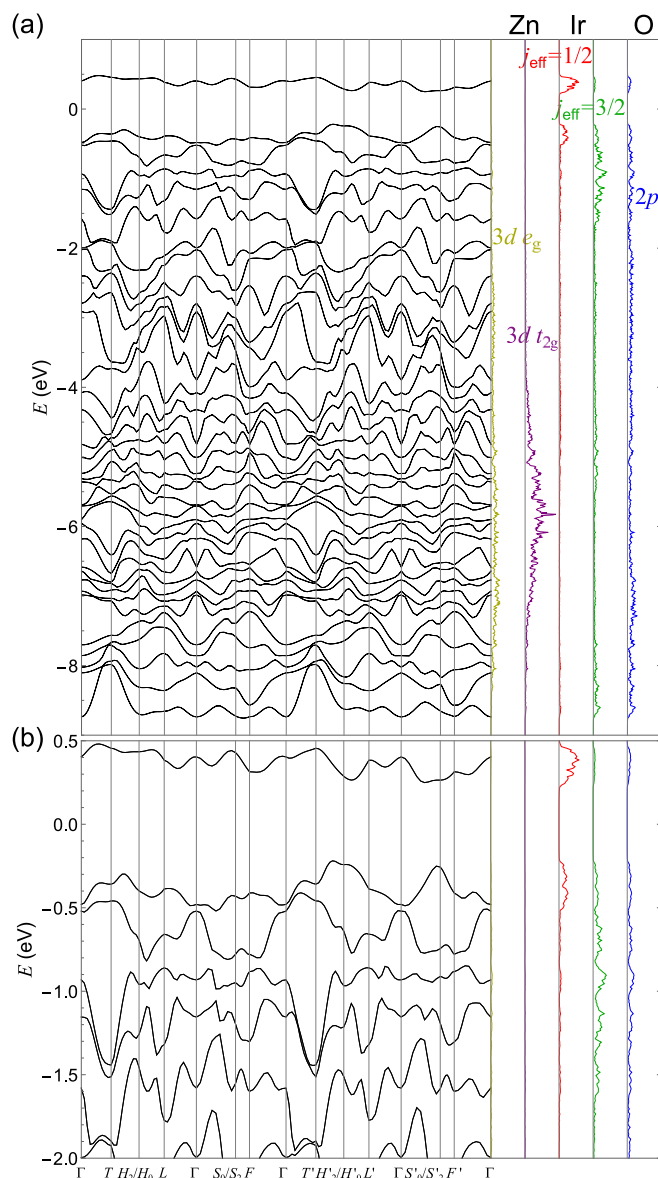 (a)
Zn Ir O
j_eff=1/2
j_eff=3/2
2p
3d e_g
3d t_2g
0
−2
−4
−6
−8
E (eV)
(b)
0.5
0.0
−0.5
−1.0
−1.5
−2.0
E (eV)
Γ T H₂/H₀ L Γ S₀/S₂ F Γ T' H'₂/H'₀ L' Γ S'₀/S'₂ F' Γ